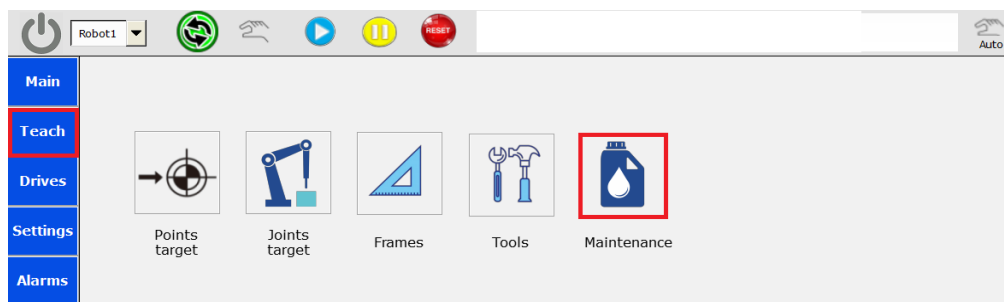 Robot1
RESET
Auto
Main
Teach
Drives
Settings
Alarms
Points
target
Joints
target
Frames
Tools
Maintenance